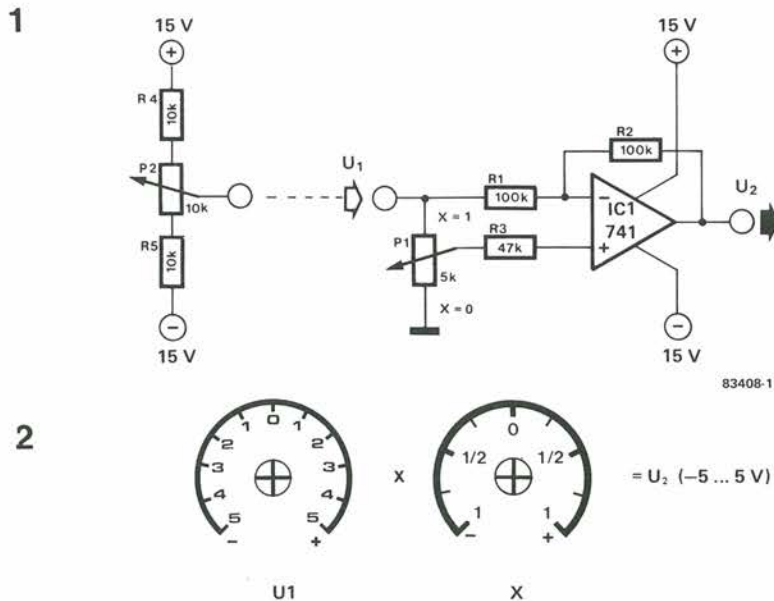 1
15 V
+
R4
10k
P2
10k
R5
10k
−
15 V
U1
X = 1
P1
5k
X = 0
R1
100k
R3
47k
R2
100k
−
+
IC1
741
15 V
+
U2
−
15 V
83408-1
2
5 4 3 2 1 0 1 2 3 4 5
− +
U1
X
1 1/2 0 1/2 1
− +
X
= U2 (−5 ... 5 V)